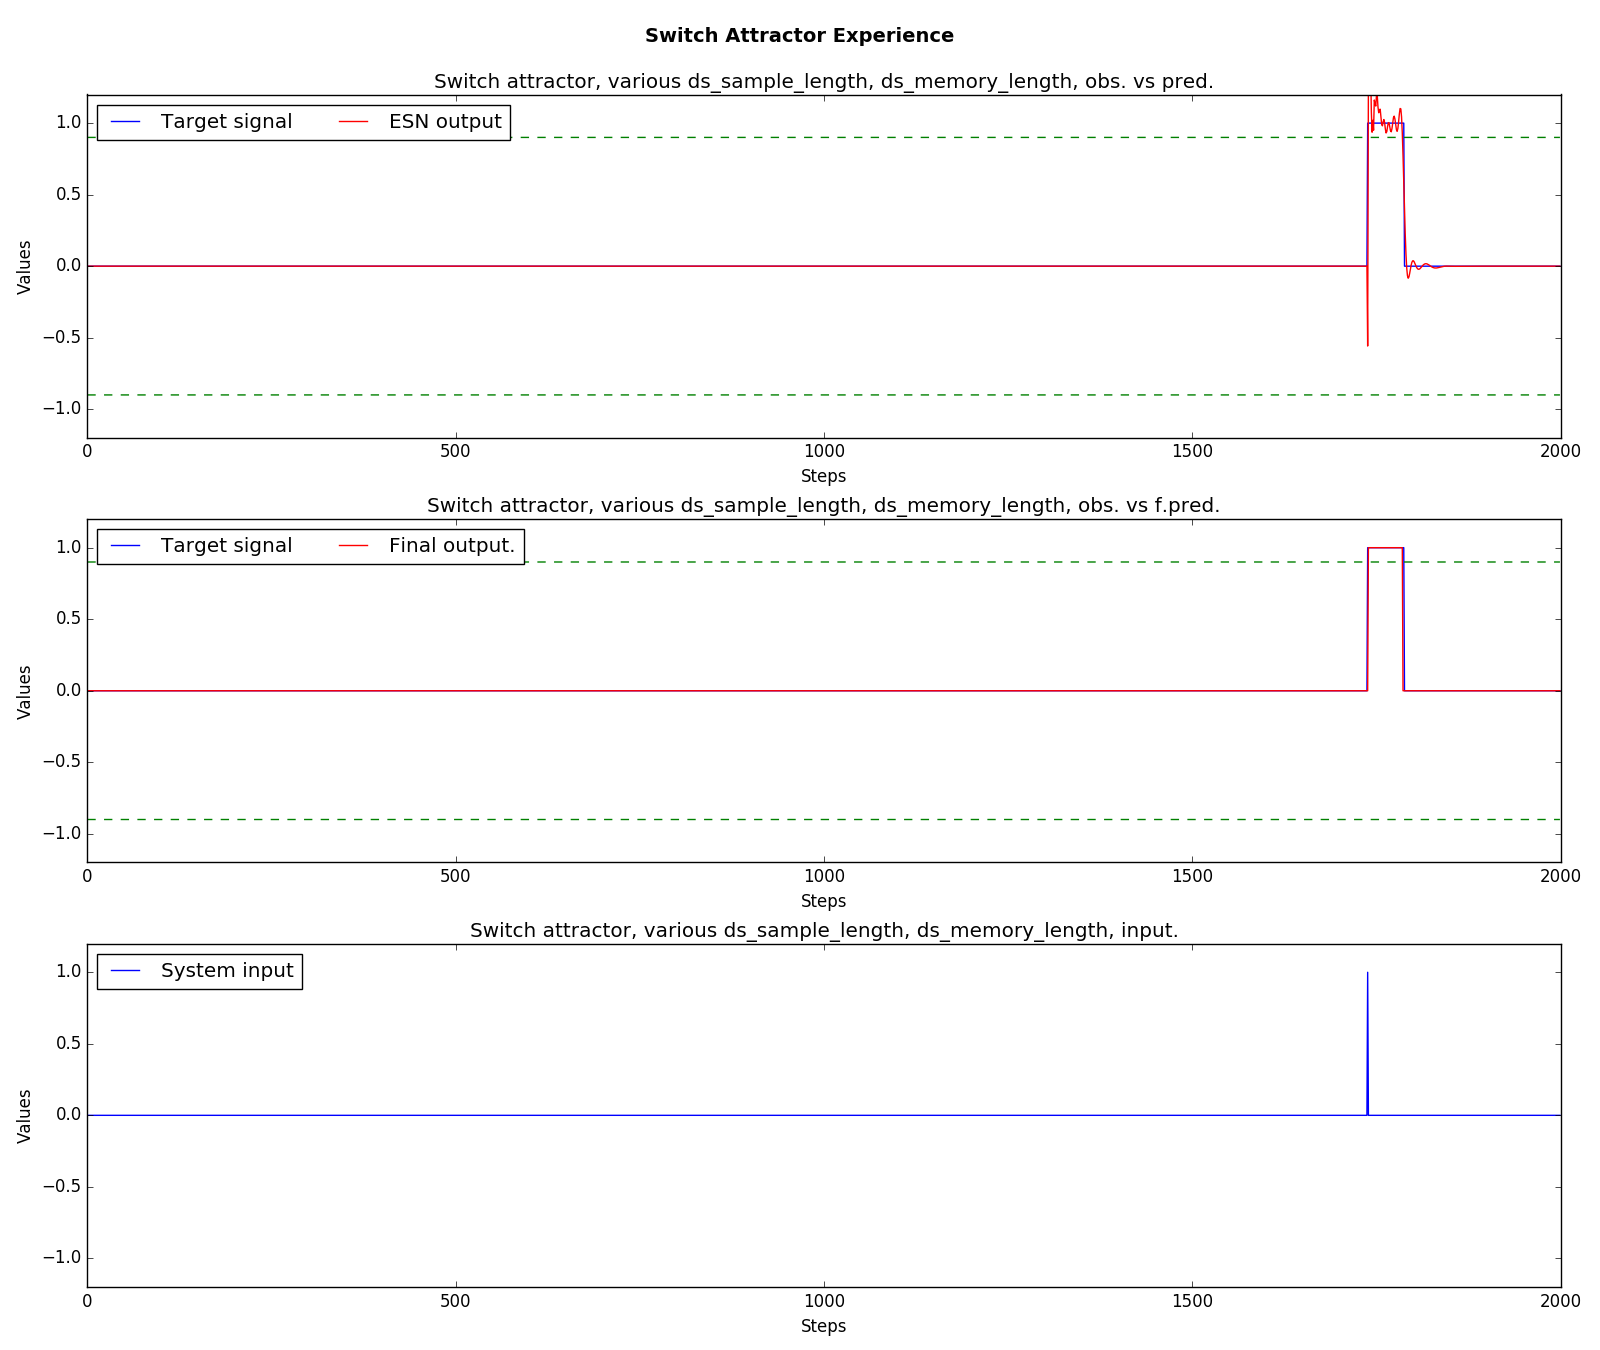 Switch Attractor Experience
Switch attractor, various ds_sample_length, ds_memory_length, obs. vs pred.
Target signal ESN output
Values
1.0
0.5
0.0
−0.5
−1.0
0 500 1000 1500 2000
Steps
Switch attractor, various ds_sample_length, ds_memory_length, obs. vs f.pred.
Target signal Final output.
Values
1.0
0.5
0.0
−0.5
−1.0
0 500 1000 1500 2000
Steps
Switch attractor, various ds_sample_length, ds_memory_length, input.
System input
Values
1.0
0.5
0.0
−0.5
−1.0
0 500 1000 1500 2000
Steps